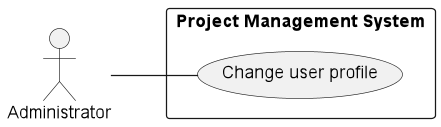 Project Management System
Change user profile
Administrator